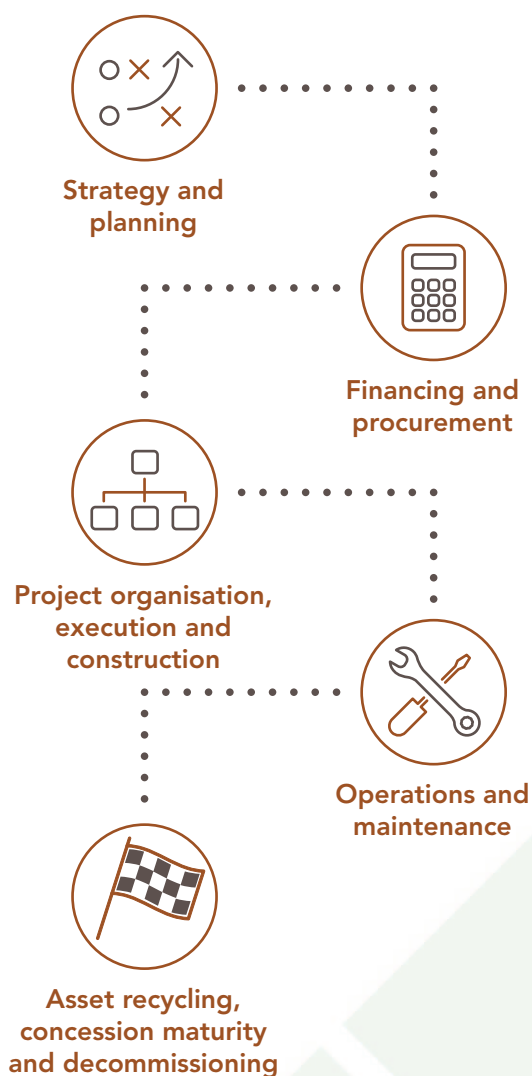 Strategy and
planning
Financing and
procurement
Project organisation,
execution and
construction
Operations and
maintenance
Asset recycling,
concession maturity
and decommissioning